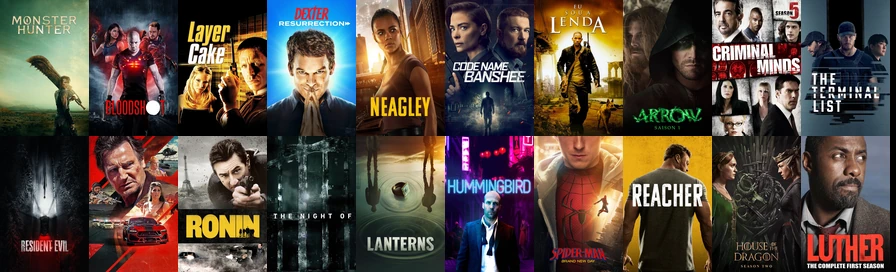 MONSTER
HUNTER
BLOODSHOT
Layer
Cake
DEXTER
RESURRECTION
NEAGLEY
CODE NAME
BANSHEE
EU
SOU A
LENDA
ARROW
SAISON 1
SEASON 5
CRIMINAL
MINDS
THE
TERMINAL
LIST
RESIDENT EVIL
RONIN
THE NIGHT OF
LANTERNS
HUMMINGBIRD
SPIDER-MAN
BRAND NEW DAY
REACHER
HOUSE OF THE
DRAGON
SEASON TWO
LUTHER
THE COMPLETE FIRST SEASON